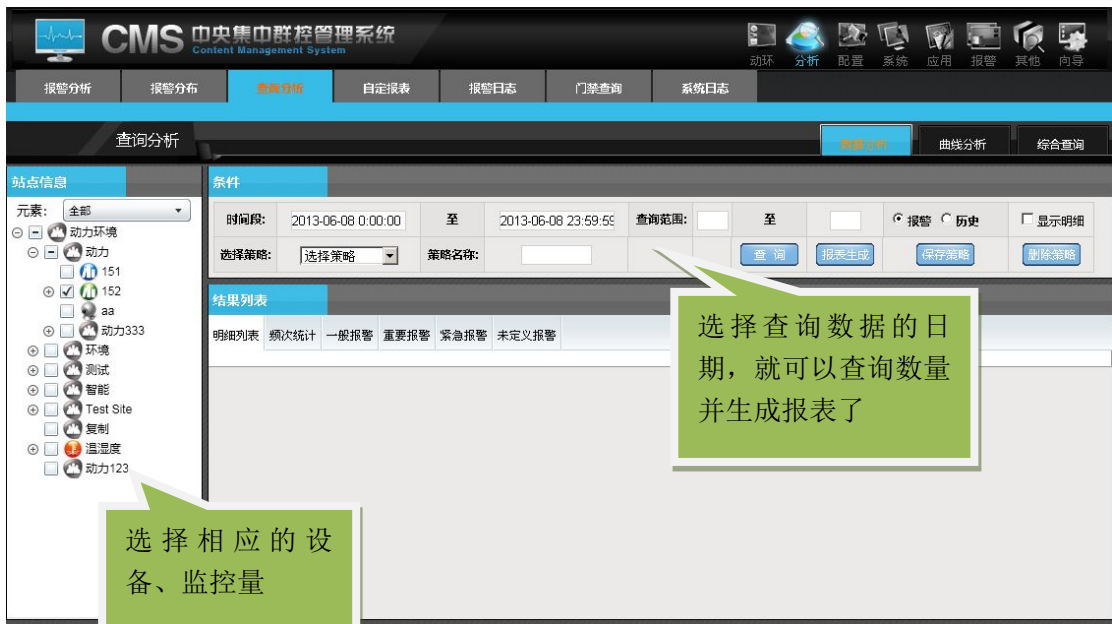 CMS 中央集中群控管理系统
Content Management System
动环 分析 配置 系统 应用 报警 其他 向导
报警分析 报警分布 查询分析 自定报表 报警日志 门禁查询 系统日志
查询分析
数据分析 曲线分析 综合查询
站点信息
元素: 全部
动力环境
动力
151
152
aa
动力333
环境
测试
智能
Test Site
复制
温湿度
动力123
条件
时间段: 2013-06-08 0:00:00 至 2013-06-08 23:59:59 查询范围: 至 报警 历史 显示明细
选择策略: 选择策略 策略名称: 查 询 报表生成 保存策略 删除策略
结果列表
明细列表 频次统计 一般报警 重要报警 紧急报警 未定义报警
选择查询数据的日
期，就可以查询数量
并生成报表了
选择相应的设
备、监控量